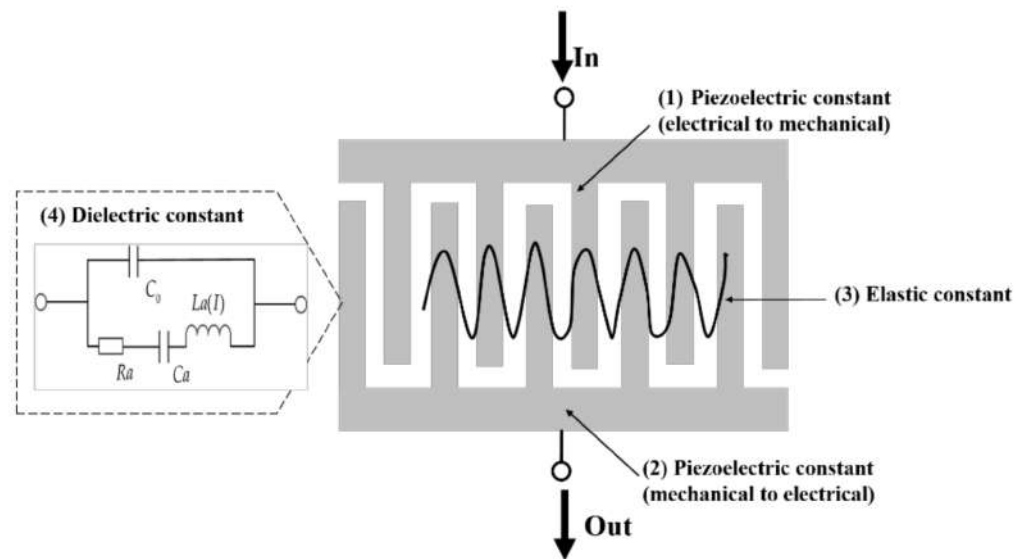 In
(1) Piezoelectric constant
(electrical to mechanical)
(4) Dielectric constant
C₀
La(I)
Ra
Ca
(3) Elastic constant
(2) Piezoelectric constant
(mechanical to electrical)
Out